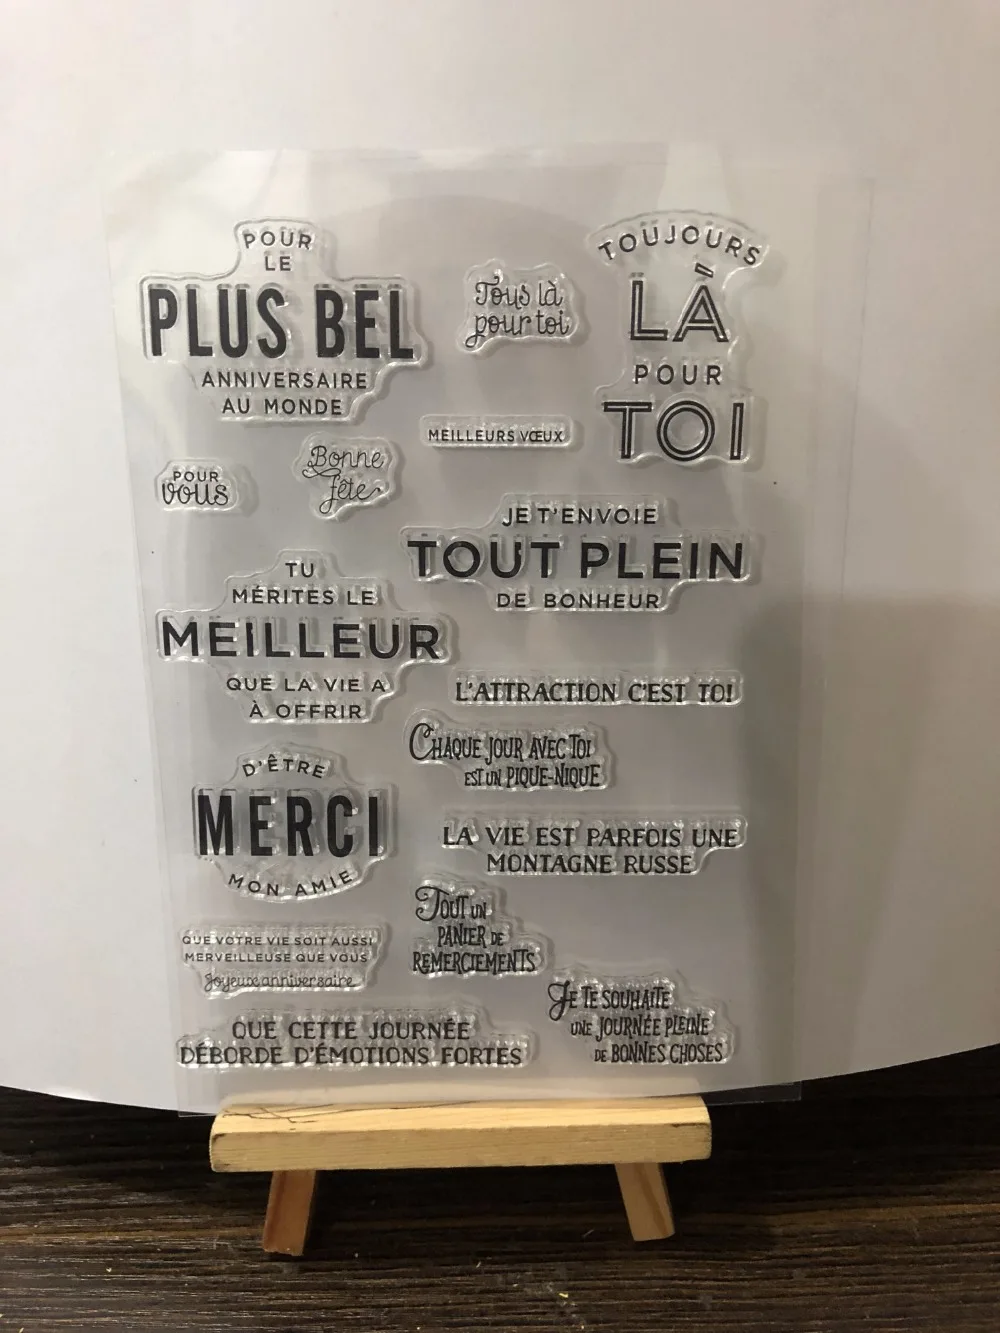 POUR
LE
PLUS BEL
ANNIVERSAIRE
AU MONDE
Tous là
pour toi
TOUJOURS
LÀ
POUR
TOI
MEILLEURS VŒUX
POUR
vous
Bonne
fête
JE T'ENVOIE
TOUT PLEIN
DE BONHEUR
TU
MÉRITES LE
MEILLEUR
QUE LA VIE A
À OFFRIR
L'ATTRACTION C'EST TOI
CHAQUE JOUR AVEC TOI
EST UN PIQUE-NIQUE
D'ÊTRE
MERCI
MON AMIE
LA VIE EST PARFOIS UNE
MONTAGNE RUSSE
TOUT UN
PANIER DE
REMERCIEMENTS
QUE VOTRE VIE SOIT AUSSI
MERVEILLEUSE QUE VOUS
Joyeux anniversaire
JE TE SOUHAITE
UNE JOURNÉE PLEINE
DE BONNES CHOSES
QUE CETTE JOURNÉE
DÉBORDE D'ÉMOTIONS FORTES